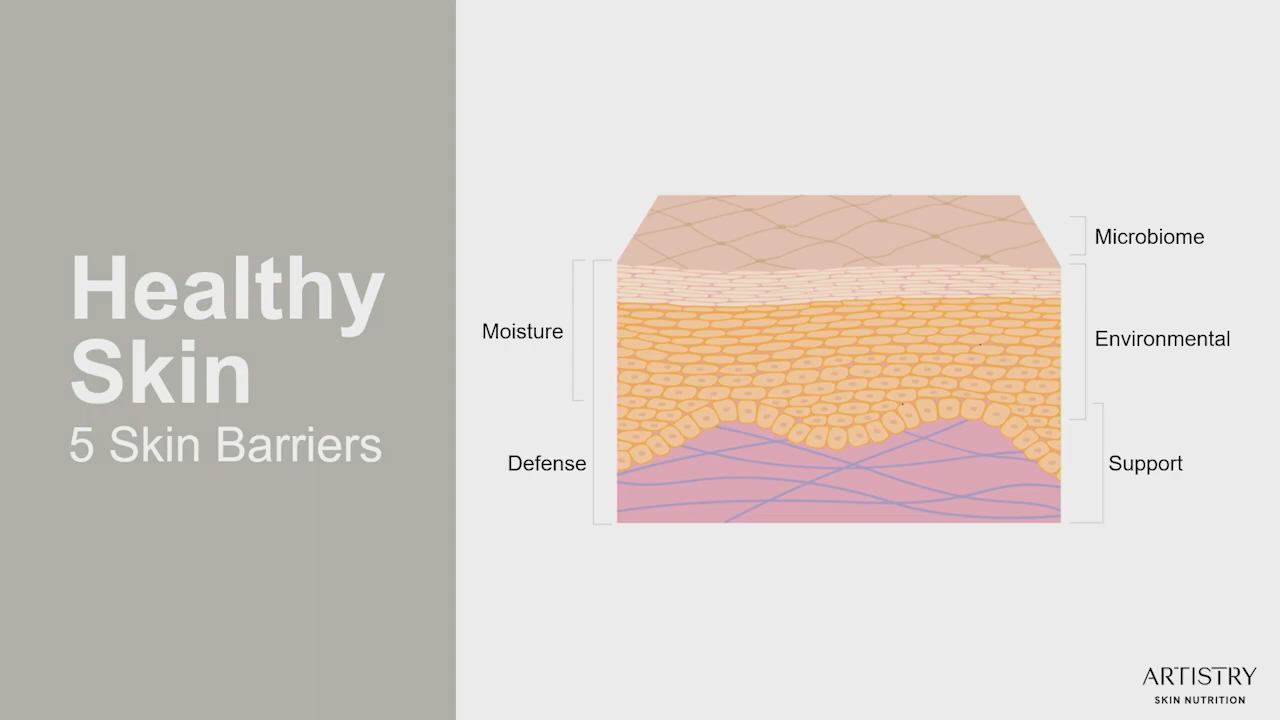 Healthy
Skin
5 Skin Barriers
Microbiome
Moisture
Environmental
Defense
Support
ARTISTRY
SKIN NUTRITION